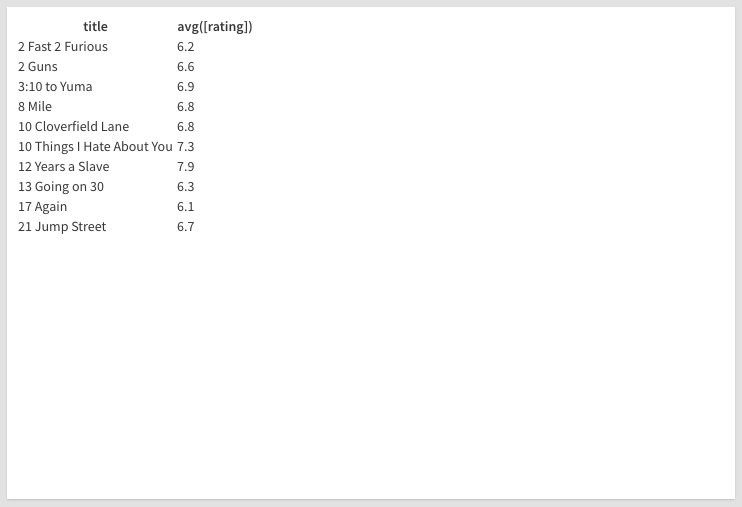 title avg([rating])
2 Fast 2 Furious 6.2
2 Guns 6.6
3:10 to Yuma 6.9
8 Mile 6.8
10 Cloverfield Lane 6.8
10 Things I Hate About You 7.3
12 Years a Slave 7.9
13 Going on 30 6.3
17 Again 6.1
21 Jump Street 6.7